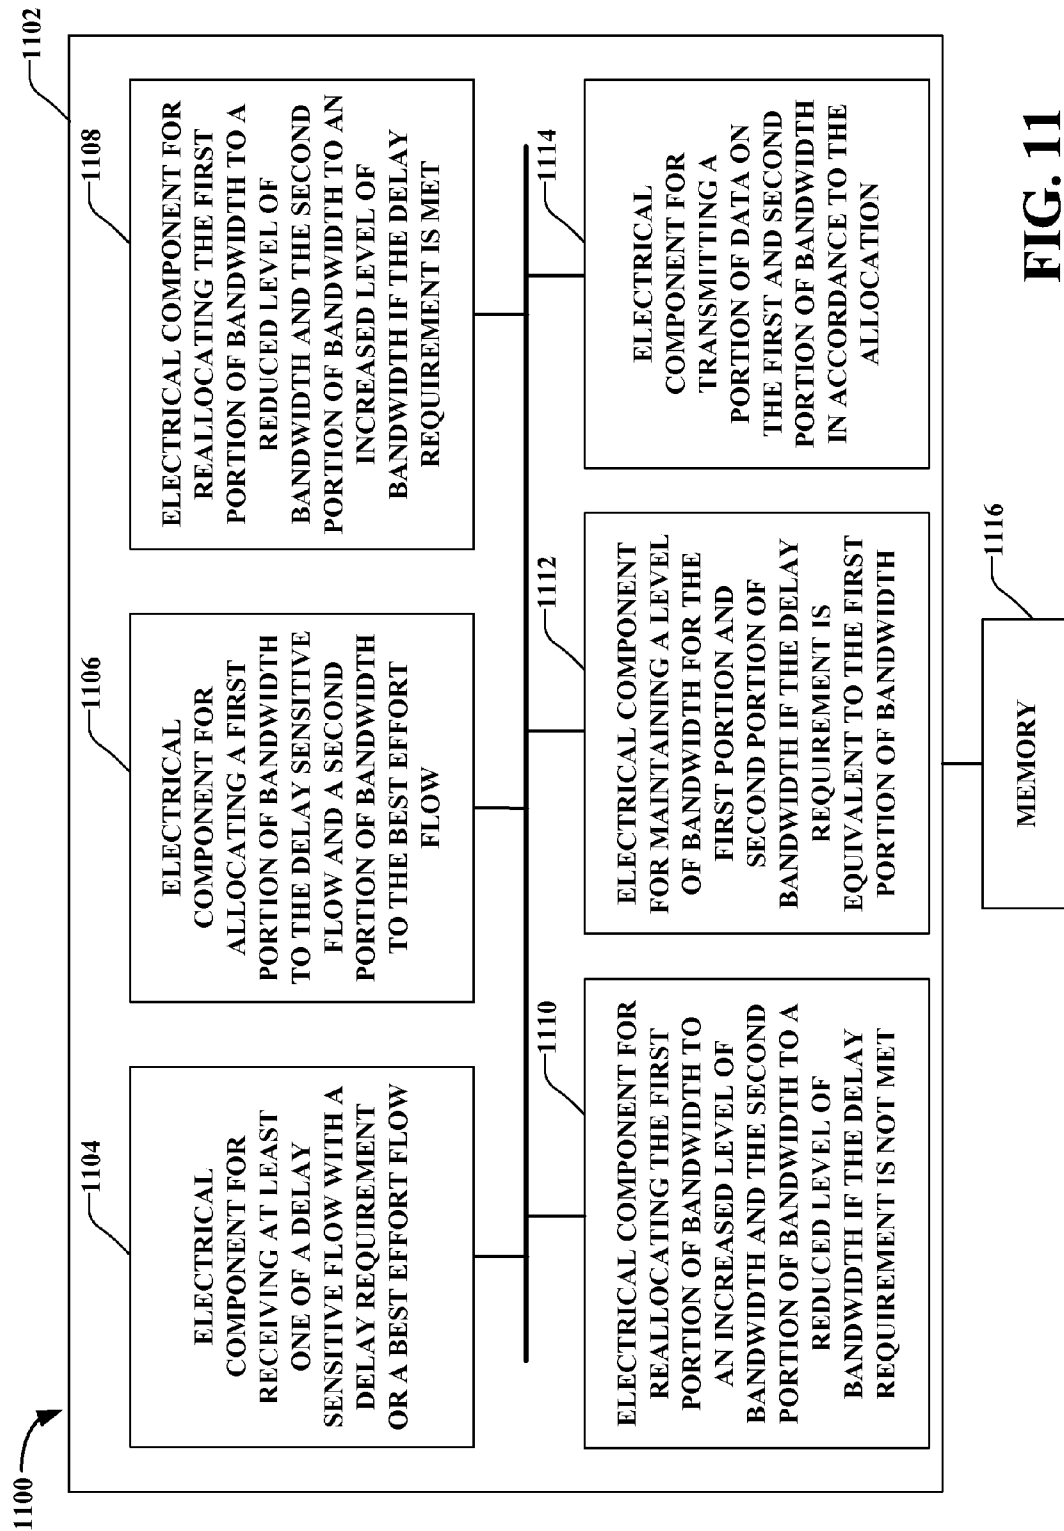 1100
1102
1104
ELECTRICAL
COMPONENT FOR
RECEIVING AT LEAST
ONE OF A DELAY
SENSITIVE FLOW WITH A
DELAY REQUIREMENT
OR A BEST EFFORT FLOW
1106
ELECTRICAL
COMPONENT FOR
ALLOCATING A FIRST
PORTION OF BANDWIDTH
TO THE DELAY SENSITIVE
FLOW AND A SECOND
PORTION OF BANDWIDTH
TO THE BEST EFFORT
FLOW
1108
ELECTRICAL COMPONENT FOR
REALLOCATING THE FIRST
PORTION OF BANDWIDTH TO A
REDUCED LEVEL OF
BANDWIDTH AND THE SECOND
PORTION OF BANDWIDTH TO AN
INCREASED LEVEL OF
BANDWIDTH IF THE DELAY
REQUIREMENT IS MET
1110
ELECTRICAL COMPONENT FOR
REALLOCATING THE FIRST
PORTION OF BANDWIDTH TO
AN INCREASED LEVEL OF
BANDWIDTH AND THE SECOND
PORTION OF BANDWIDTH TO A
REDUCED LEVEL OF
BANDWIDTH IF THE DELAY
REQUIREMENT IS NOT MET
1112
ELECTRICAL COMPONENT
FOR MAINTAINING A LEVEL
OF BANDWIDTH FOR THE
FIRST PORTION AND
SECOND PORTION OF
BANDWIDTH IF THE DELAY
REQUIREMENT IS
EQUIVALENT TO THE FIRST
PORTION OF BANDWIDTH
1114
ELECTRICAL
COMPONENT FOR
TRANSMITTING A
PORTION OF DATA ON
THE FIRST AND SECOND
PORTION OF BANDWIDTH
IN ACCORDANCE TO THE
ALLOCATION
1116
MEMORY
FIG. 11